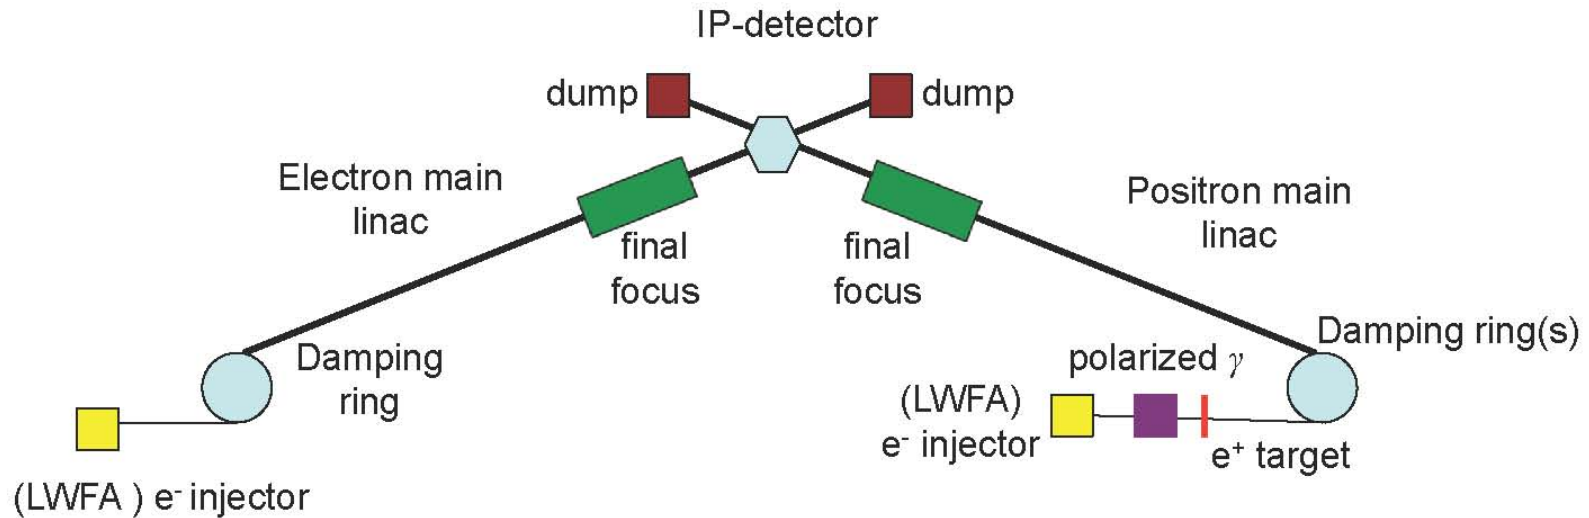 IP-detector
dump
dump
Electron main
linac
Positron main
linac
final
focus
final
focus
Damping
ring
Damping ring(s)
polarized γ
(LWFA)
e⁻ injector
e⁺ target
(LWFA ) e⁻ injector